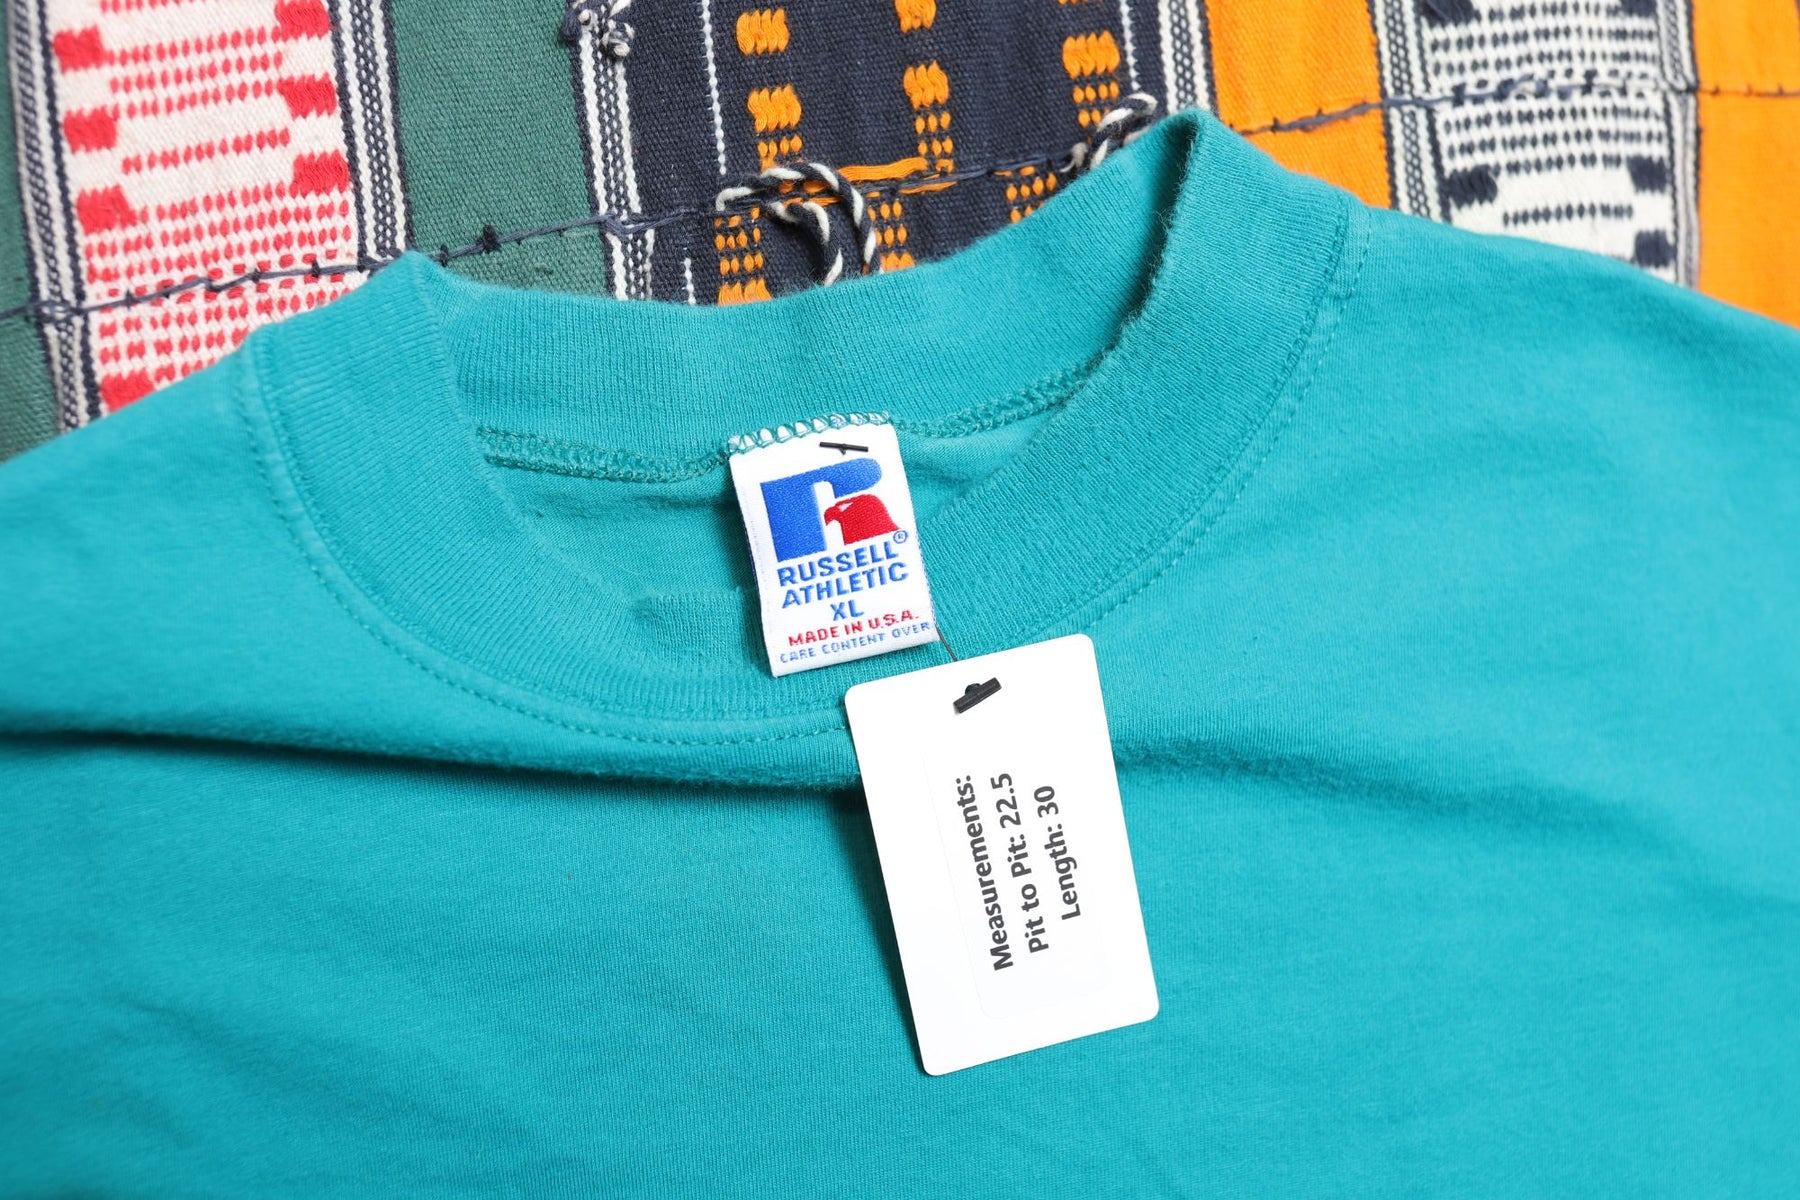 RUSSELL®
ATHLETIC
XL
MADE IN U.S.A.
CARE CONTENT OVER
Measurements:
Pit to Pit: 22.5
Length: 30